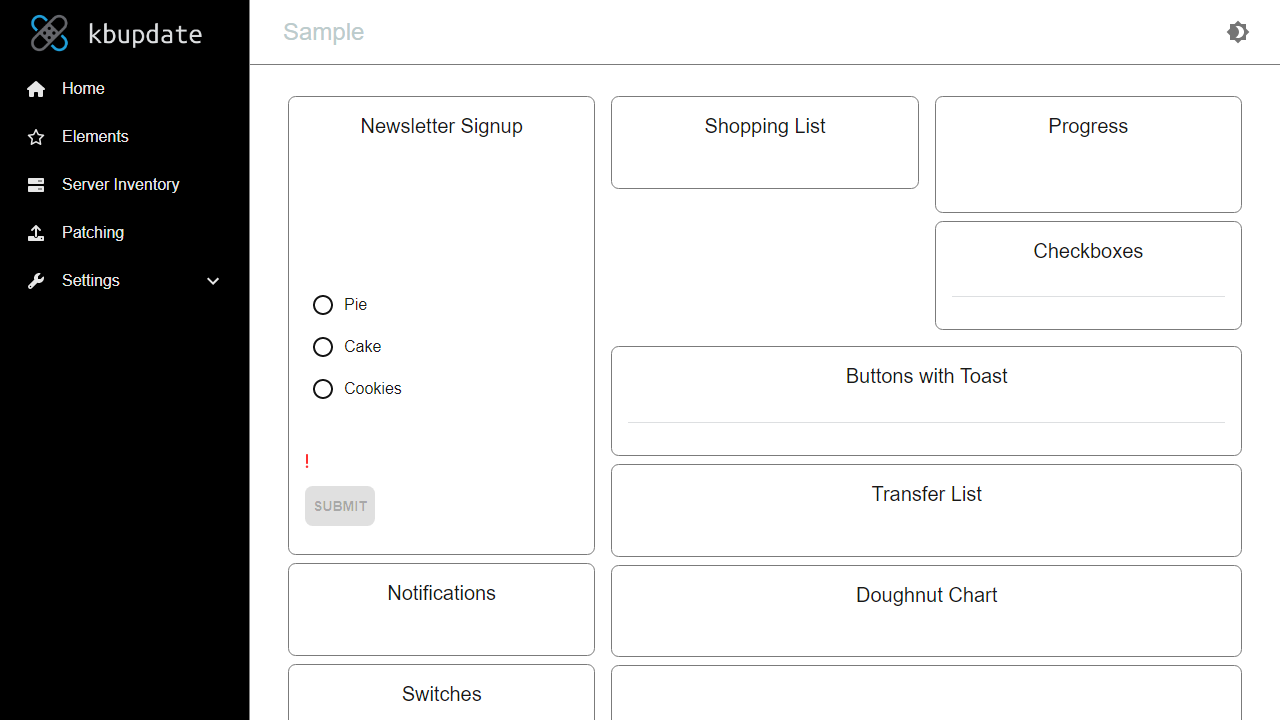 kbupdate
Home
Elements
Server Inventory
Patching
Settings
Sample
Newsletter Signup
Pie
Cake
Cookies
!
SUBMIT
Notifications
Switches
Shopping List
Progress
Checkboxes
Buttons with Toast
Transfer List
Doughnut Chart